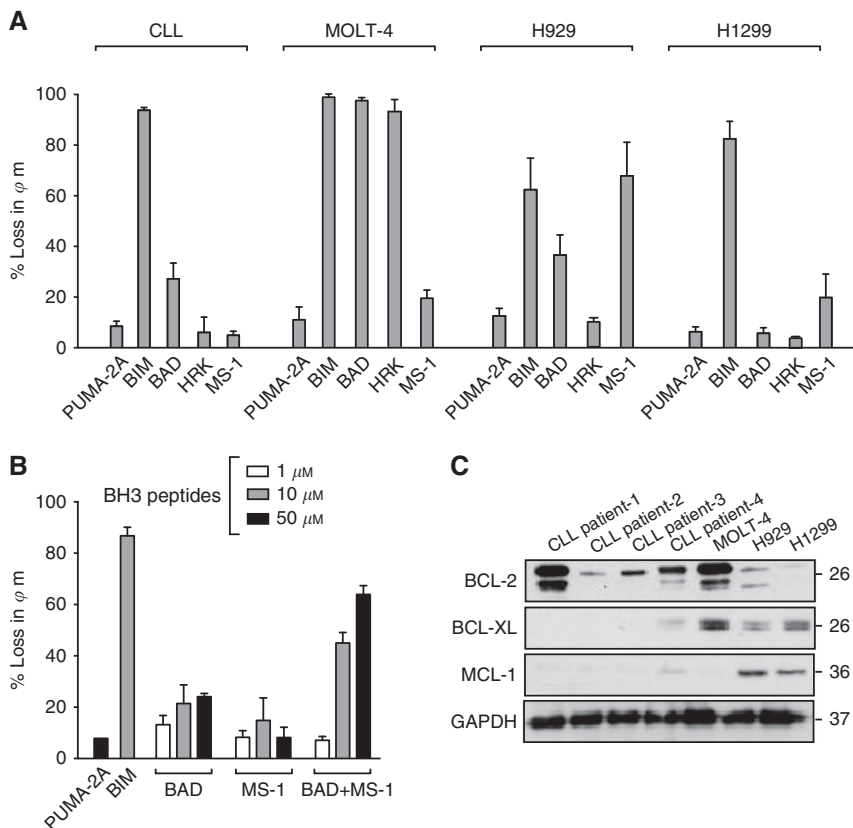 A
CLL MOLT-4 H929 H1299
% Loss in φ m
100
80
60
40
20
0
PUMA-2A BIM BAD HRK MS-1 PUMA-2A BIM BAD HRK MS-1 PUMA-2A BIM BAD HRK MS-1 PUMA-2A BIM BAD HRK MS-1
B
BH3 peptides
1 μM
10 μM
50 μM
% Loss in φ m
100
80
60
40
20
0
PUMA-2A BIM BAD MS-1 BAD+MS-1
C
CLL patient-1 CLL patient-2 CLL patient-3 CLL patient-4 MOLT-4 H929 H1299
BCL-2 26
BCL-XL 26
MCL-1 36
GAPDH 37